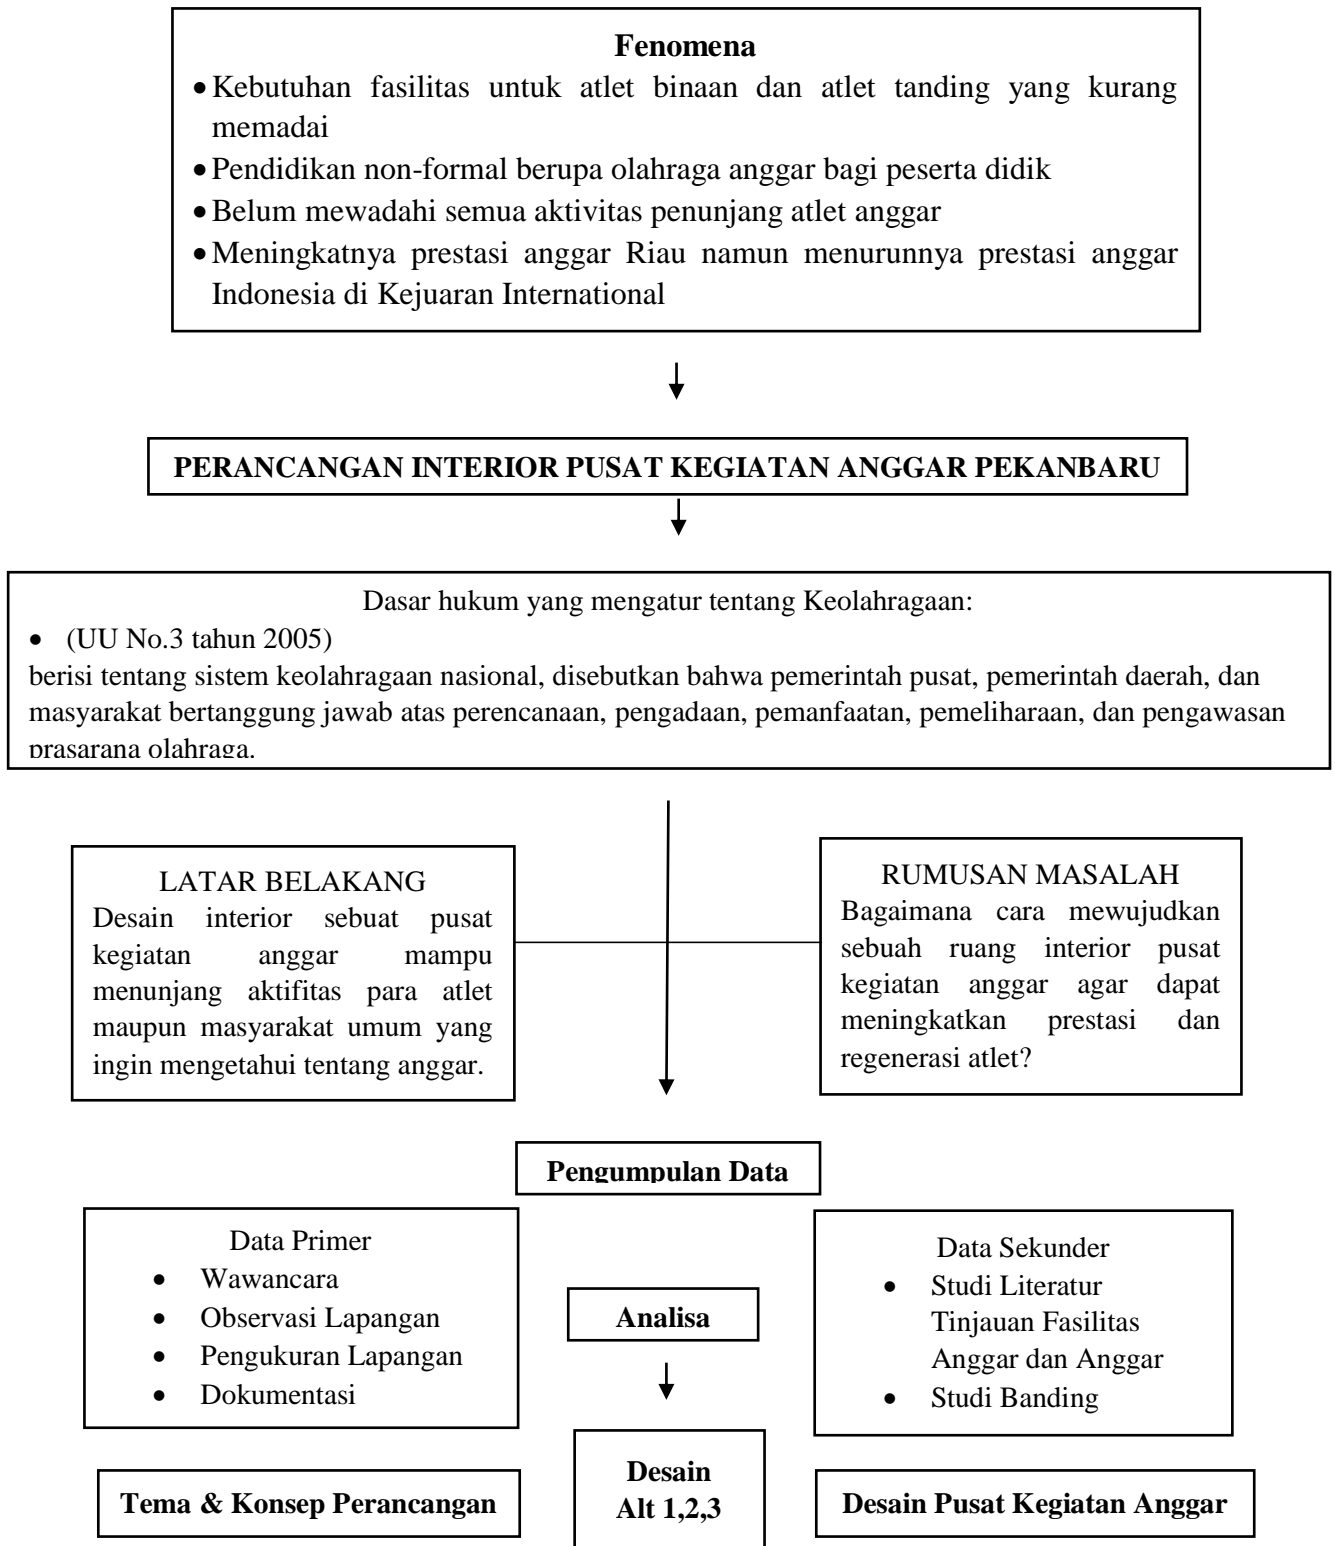 Fenomena
• Kebutuhan fasilitas untuk atlet binaan dan atlet tanding yang kurang
memadai
• Pendidikan non-formal berupa olahraga anggar bagi peserta didik
• Belum mewadahi semua aktivitas penunjang atlet anggar
• Meningkatnya prestasi anggar Riau namun menurunnya prestasi anggar
Indonesia di Kejuaran International
PERANCANGAN INTERIOR PUSAT KEGIATAN ANGGAR PEKANBARU
Dasar hukum yang mengatur tentang Keolahragaan:
• (UU No.3 tahun 2005)
berisi tentang sistem keolahragaan nasional, disebutkan bahwa pemerintah pusat, pemerintah daerah, dan
masyarakat bertanggung jawab atas perencanaan, pengadaan, pemanfaatan, pemeliharaan, dan pengawasan
prasarana olahraga.
LATAR BELAKANG
Desain interior sebuat pusat
kegiatan anggar mampu
menunjang aktifitas para atlet
maupun masyarakat umum yang
ingin mengetahui tentang anggar.
RUMUSAN MASALAH
Bagaimana cara mewujudkan
sebuah ruang interior pusat
kegiatan anggar agar dapat
meningkatkan prestasi dan
regenerasi atlet?
Pengumpulan Data
Data Primer
• Wawancara
• Observasi Lapangan
• Pengukuran Lapangan
• Dokumentasi
Analisa
Data Sekunder
• Studi Literatur
Tinjauan Fasilitas
Anggar dan Anggar
• Studi Banding
Tema & Konsep Perancangan
Desain
Alt 1,2,3
Desain Pusat Kegiatan Anggar